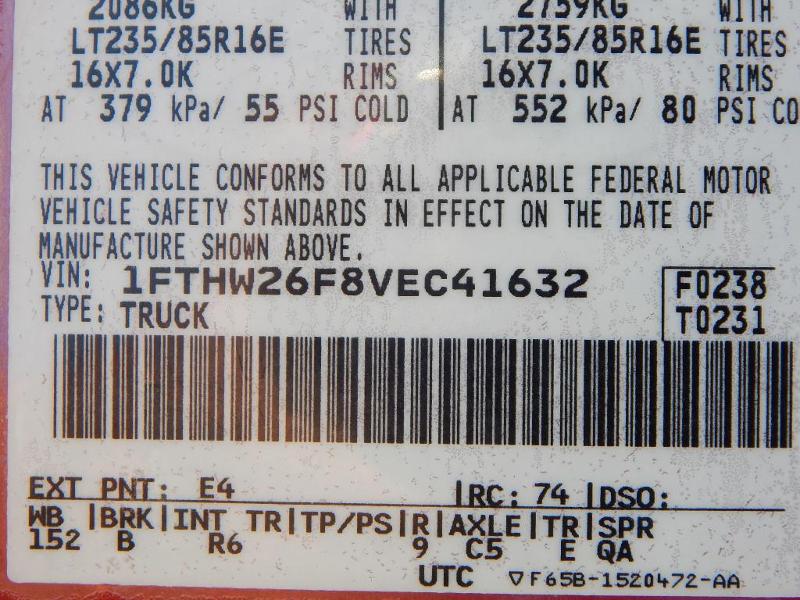 2086KG WITH 2759KG WITH
LT235/85R16E TIRES LT235/85R16E TIRES
16X7.0K RIMS 16X7.0K RIMS
AT 379 kPa/ 55 PSI COLD AT 552 kPa/ 80 PSI CO
THIS VEHICLE CONFORMS TO ALL APPLICABLE FEDERAL MOTOR
VEHICLE SAFETY STANDARDS IN EFFECT ON THE DATE OF
MANUFACTURE SHOWN ABOVE.
VIN: 1FTHW26F8VEC41632 F0238
TYPE: TRUCK T0231
EXT PNT: E4 RC: 74 DSO:
WB BRK INT TR TP/PS R AXLE TR SPR
152 B R6 9 C5 E QA
UTC ▽F65B-1520472-AA